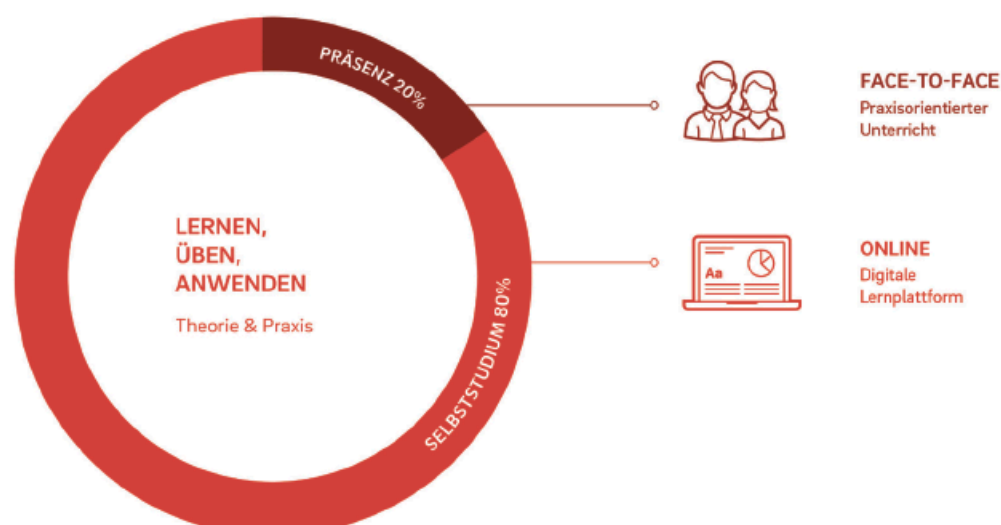 PRÄSENZ 20%
FACE-TO-FACE
Praxisorientierter
Unterricht
LERNEN,
ÜBEN,
ANWENDEN
Theorie & Praxis
ONLINE
Digitale
Lernplattform
Aa
SELBSTSTUDIUM 80%